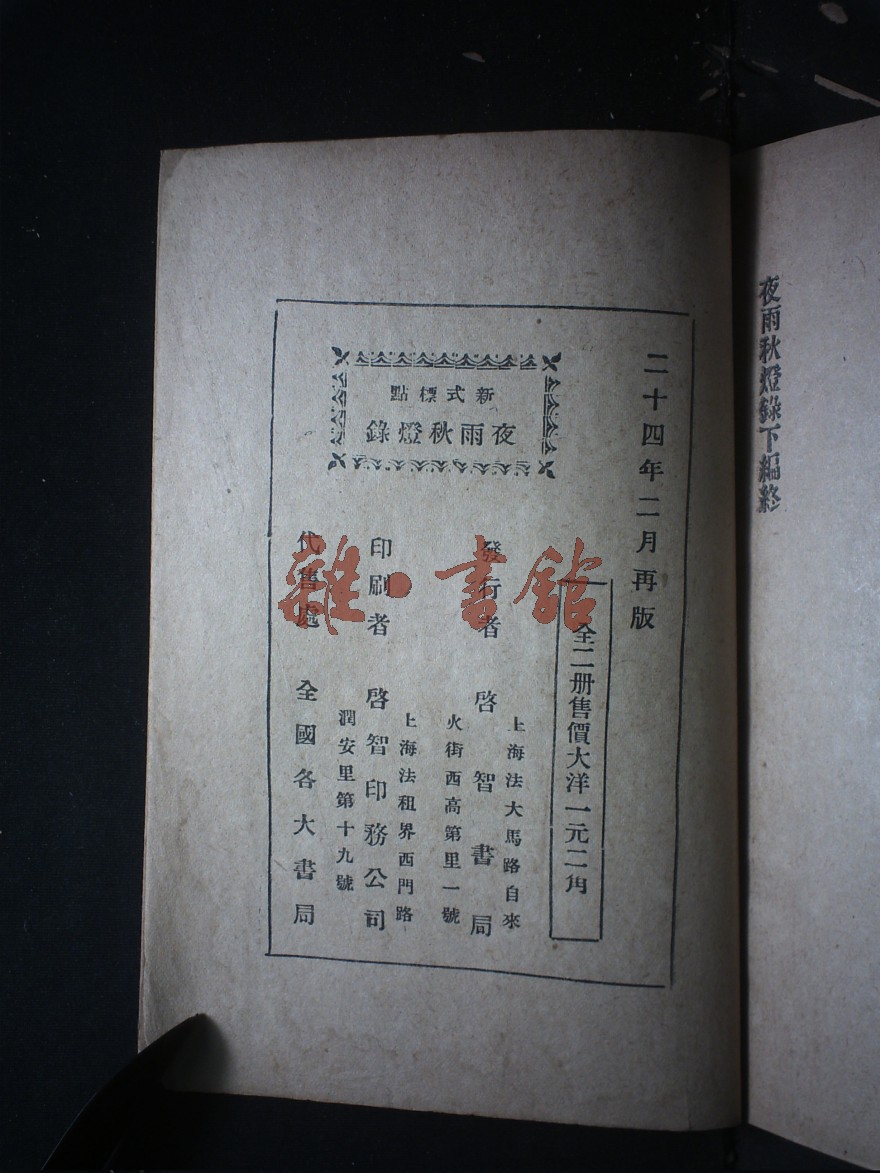 夜雨秋燈錄下編終
二十四年二月再版
全二册售價大洋一元二角
新式標點
夜雨秋燈錄
發行者 啓智書局
上海法大馬路自來
火街西高第里一號
印刷者 啓智印務公司
上海法租界西門路
潤安里第十九號
代售處 全國各大書局
雜·書館